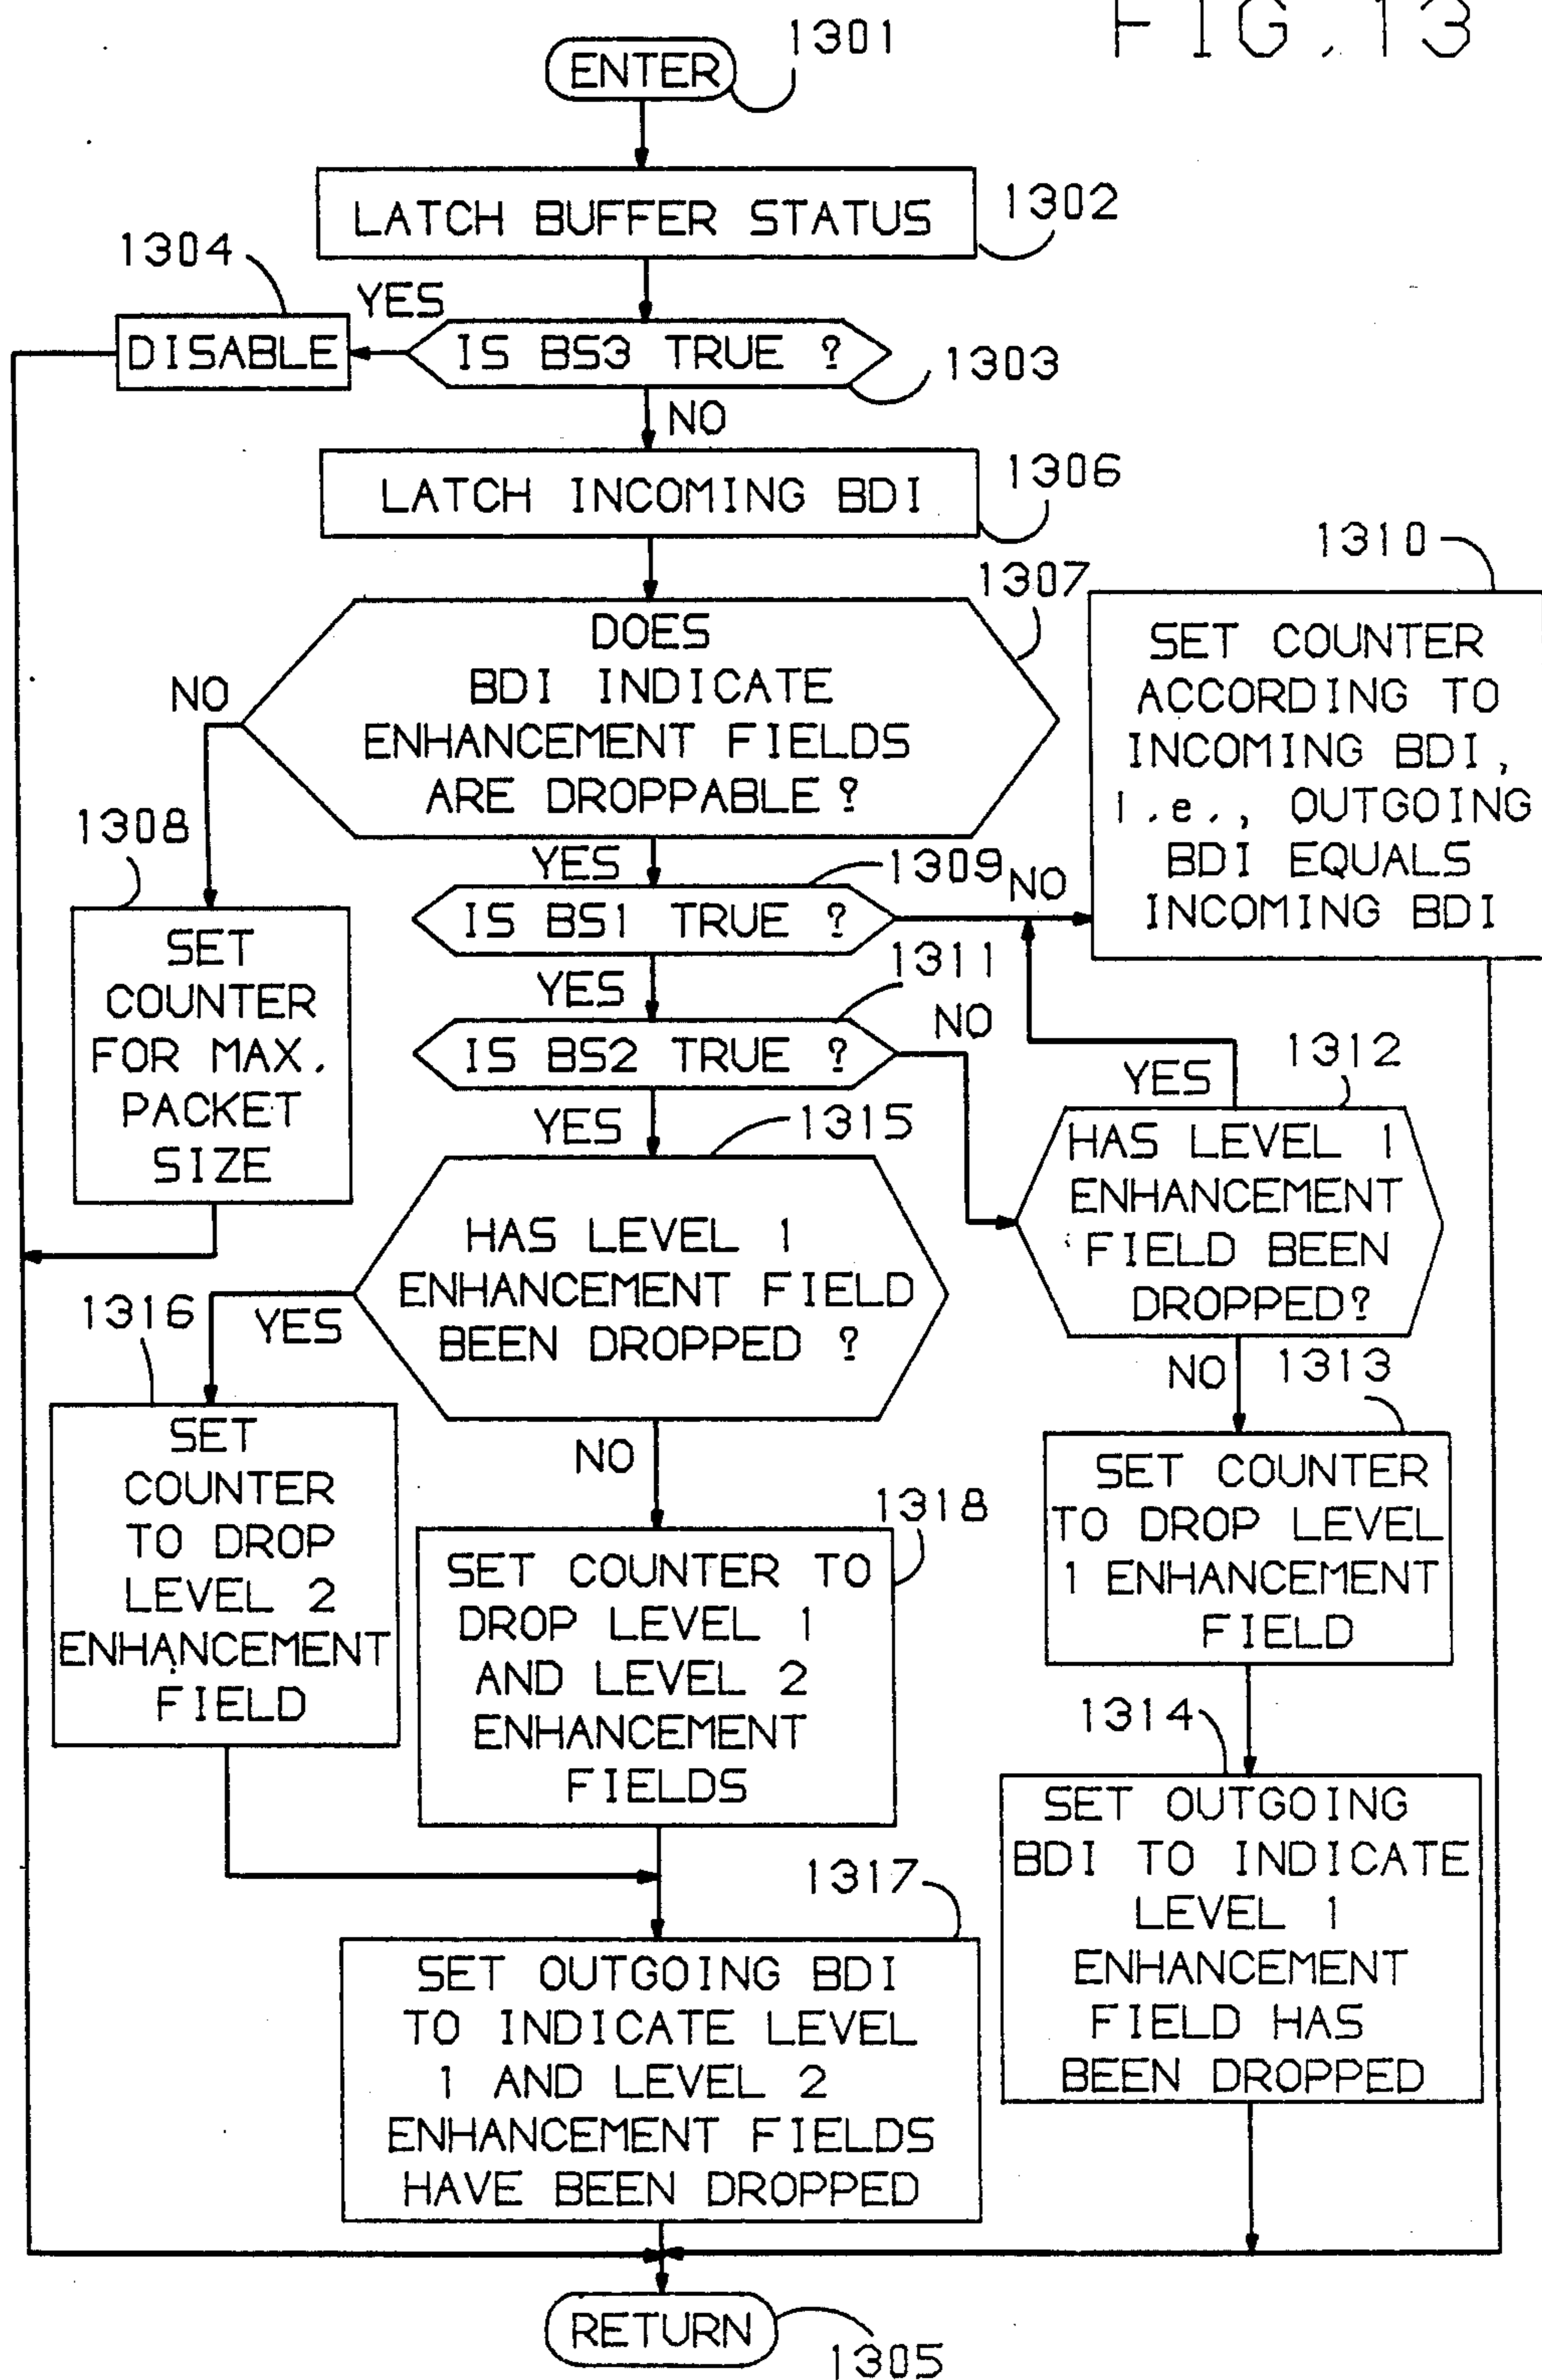 FIG.13
1301
ENTER
LATCH BUFFER STATUS
1302
1304
YES
DISABLE
IS BS3 TRUE ?
1303
NO
LATCH INCOMING BDI
1306
1307
DOES
BDI INDICATE
ENHANCEMENT FIELDS
ARE DROPPABLE ?
NO
1308
SET
COUNTER
FOR MAX.
PACKET
SIZE
1310
SET COUNTER
ACCORDING TO
INCOMING BDI,
I.e., OUTGOING
BDI EQUALS
INCOMING BDI
YES
1309
NO
IS BS1 TRUE ?
YES
1311
NO
IS BS2 TRUE ?
YES
1315
YES
1312
HAS LEVEL 1
ENHANCEMENT
FIELD BEEN
DROPPED?
HAS LEVEL 1
ENHANCEMENT FIELD
BEEN DROPPED ?
1316
YES
NO
NO
1313
SET
COUNTER
TO DROP
LEVEL 2
ENHANCEMENT
FIELD
1318
SET COUNTER TO
DROP LEVEL 1
AND LEVEL 2
ENHANCEMENT
FIELDS
SET COUNTER
TO DROP LEVEL
1 ENHANCEMENT
FIELD
1314
SET OUTGOING
BDI TO INDICATE
LEVEL 1
ENHANCEMENT
FIELD HAS
BEEN DROPPED
1317
SET OUTGOING BDI
TO INDICATE LEVEL
1 AND LEVEL 2
ENHANCEMENT FIELDS
HAVE BEEN DROPPED
RETURN
1305